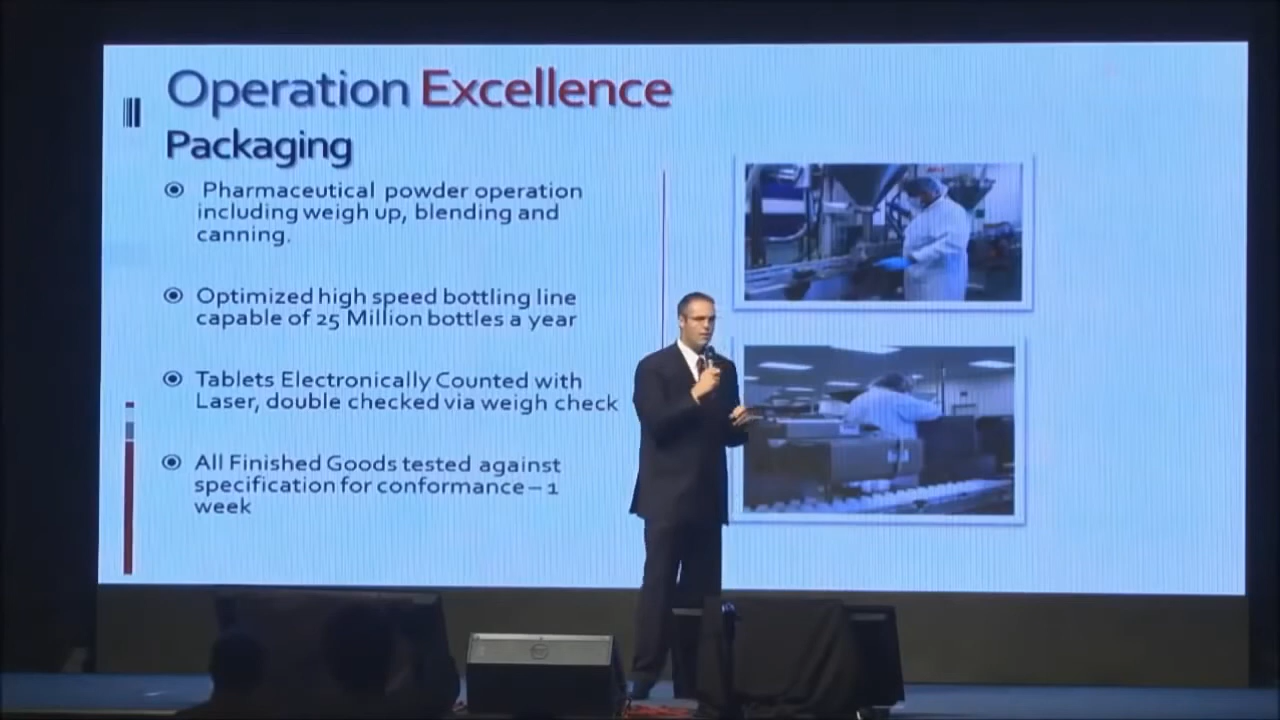 Operation Excellence
Packaging
Pharmaceutical powder operation
including weigh up, blending and
canning.
Optimized high speed bottling line
capable of 25 Million bottles a year
Tablets Electronically Counted with
Laser, double checked via weigh check
All Finished Goods tested against
specification for conformance – 1
week